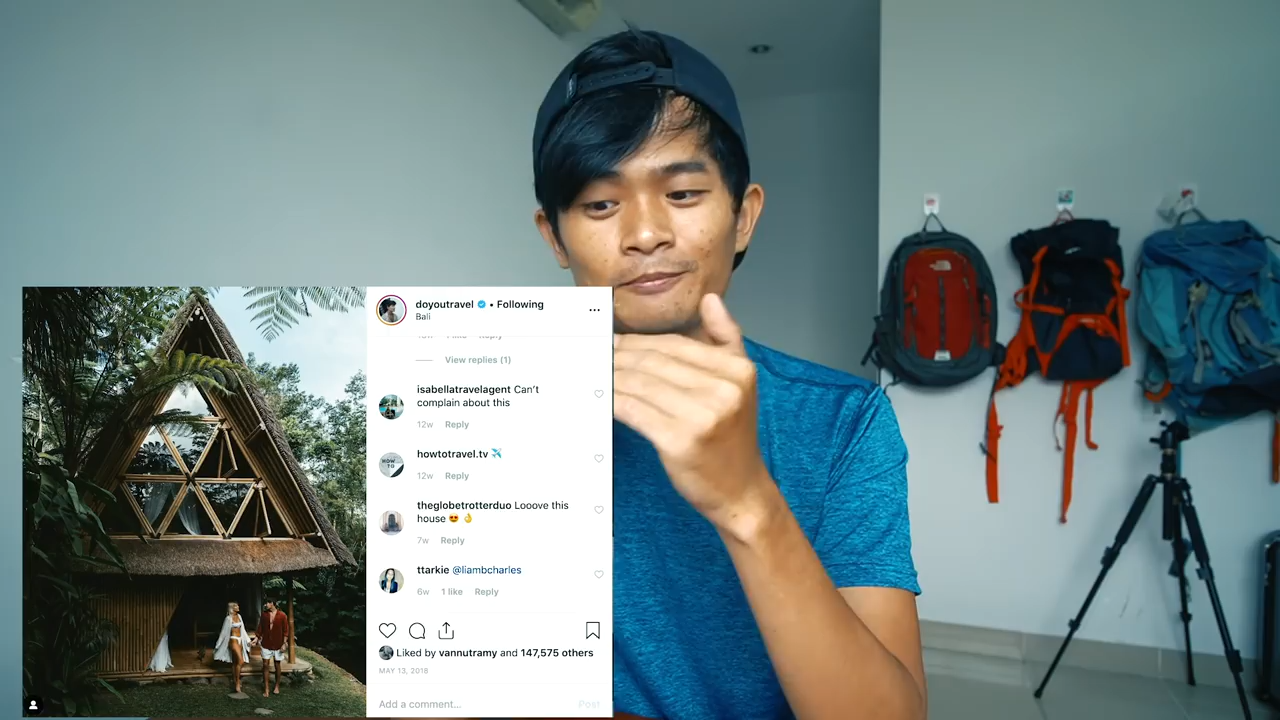 doyoutravel • Following
Bali
View replies (1)
isabellatravelagent Can't
complain about this
12w Reply
howtotravel.tv ✈️
12w Reply
theglobetrotterduo Looove this
house 😍 👌
7w Reply
ttarkie @liambcharles
6w 1 like Reply
Liked by vannutramy and 147,575 others
MAY 13, 2018
Add a comment...
Post